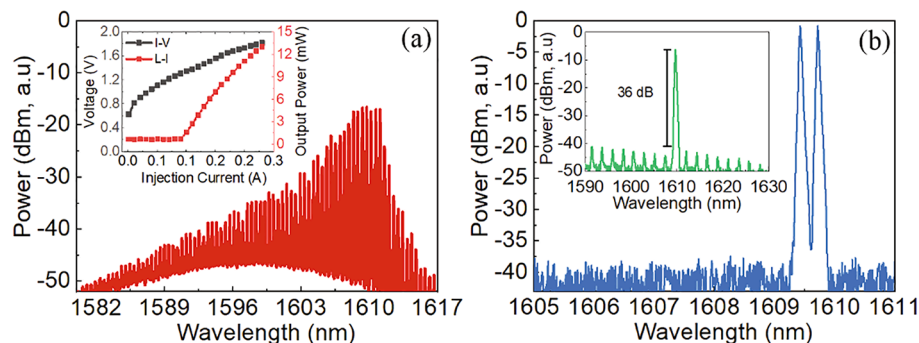 (a)
Power (dBm, a.u)
0
-10
-20
-30
-40
-50
1582 1589 1596 1603 1610 1617
Wavelength (nm)
I-V
L-I
Voltage (V)
2.0
1.6
1.2
0.8
0.4
0.0
Output Power (mW)
15
12
9
6
3
0
0.0 0.1 0.1 0.2 0.2 0.3
Injection Current (A)
(b)
Power (dBm, a.u)
0
-5
-10
-15
-20
-25
-30
-35
-40
1605 1606 1607 1608 1609 1610 1611
Wavelength (nm)
36 dB
Power (dBm, a.u)
0
-10
-20
-30
-40
-50
1590 1600 1610 1620 1630
Wavelength (nm)